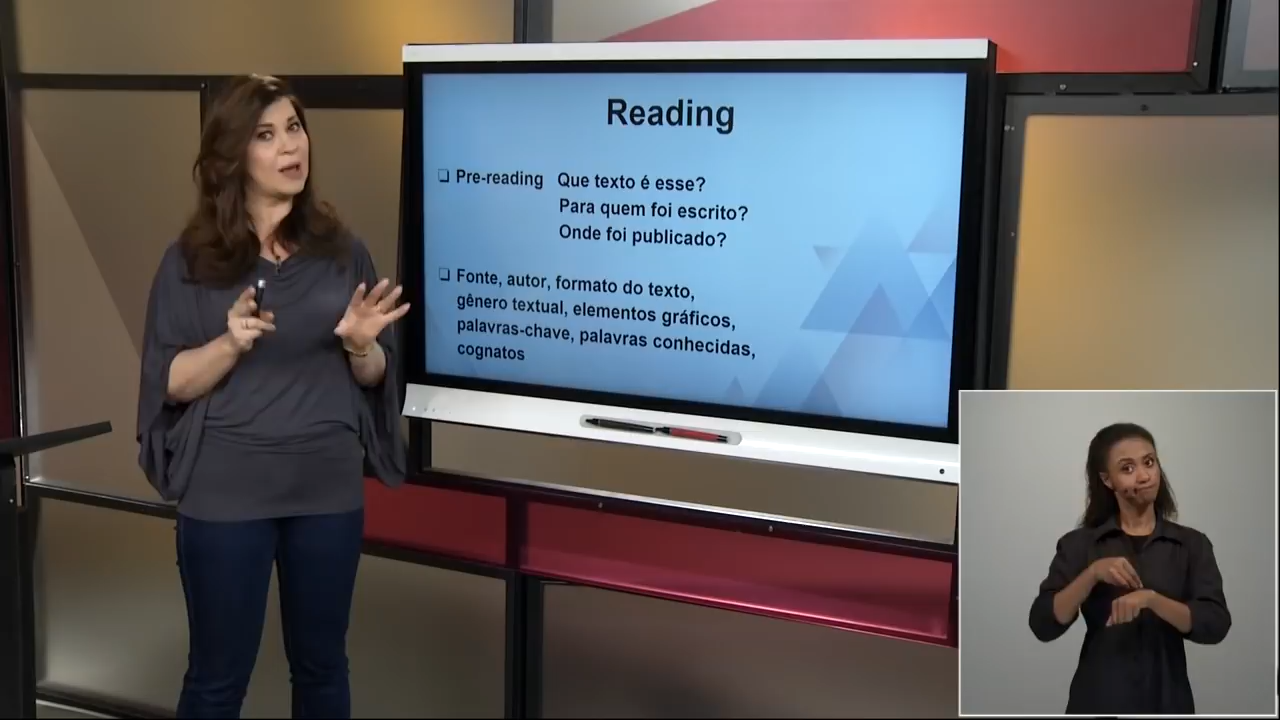 Reading
❑ Pre-reading Que texto é esse?
Para quem foi escrito?
Onde foi publicado?
❑ Fonte, autor, formato do texto,
gênero textual, elementos gráficos,
palavras-chave, palavras conhecidas,
cognatos